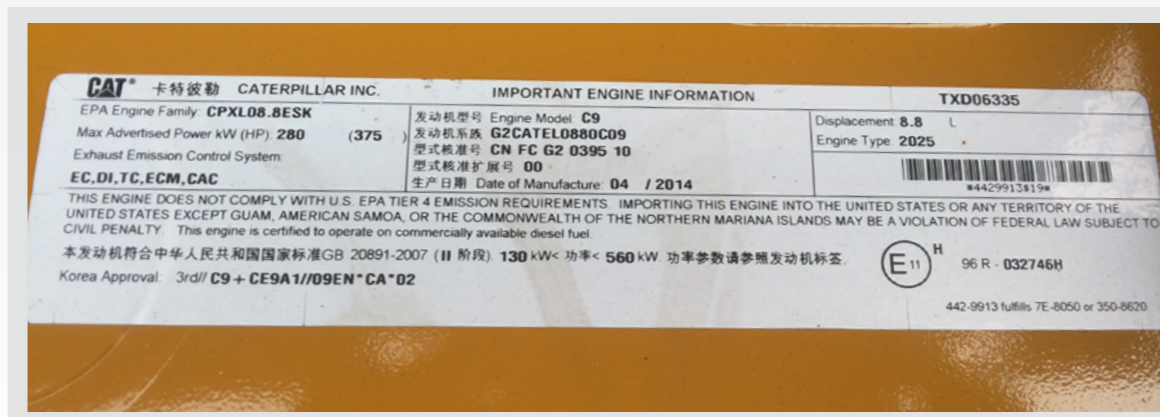 CAT® 卡特彼勒 CATERPILLAR INC. IMPORTANT ENGINE INFORMATION TXD06335
EPA Engine Family: CPXL08.8ESK
Max Advertised Power kW (HP): 280 (375 )
Exhaust Emission Control System:
EC,DI,TC,ECM,CAC
发动机型号 Engine Model: C9
发动机系族 G2CATEL0880C09
型式核准号 CN FC G2 0395 10
型式核准扩展号 00
生产日期 Date of Manufacture: 04 / 2014
Displacement: 8.8 L
Engine Type: 2025
*4429913$19*
THIS ENGINE DOES NOT COMPLY WITH U.S. EPA TIER 4 EMISSION REQUIREMENTS. IMPORTING THIS ENGINE INTO THE UNITED STATES OR ANY TERRITORY OF THE
UNITED STATES EXCEPT GUAM, AMERICAN SAMOA, OR THE COMMONWEALTH OF THE NORTHERN MARIANA ISLANDS MAY BE A VIOLATION OF FEDERAL LAW SUBJECT TO
CIVIL PENALTY. This engine is certified to operate on commercially available diesel fuel.
本发动机符合中华人民共和国国家标准GB 20891-2007 (II 阶段). 130 kW< 功率< 560 kW. 功率参数请参照发动机标签.
Korea Approval: 3rd// C9+CE9A1//09EN*CA*02
E11 H 96 R - 032746H
442-9913 fulfills 7E-8050 or 350-8620